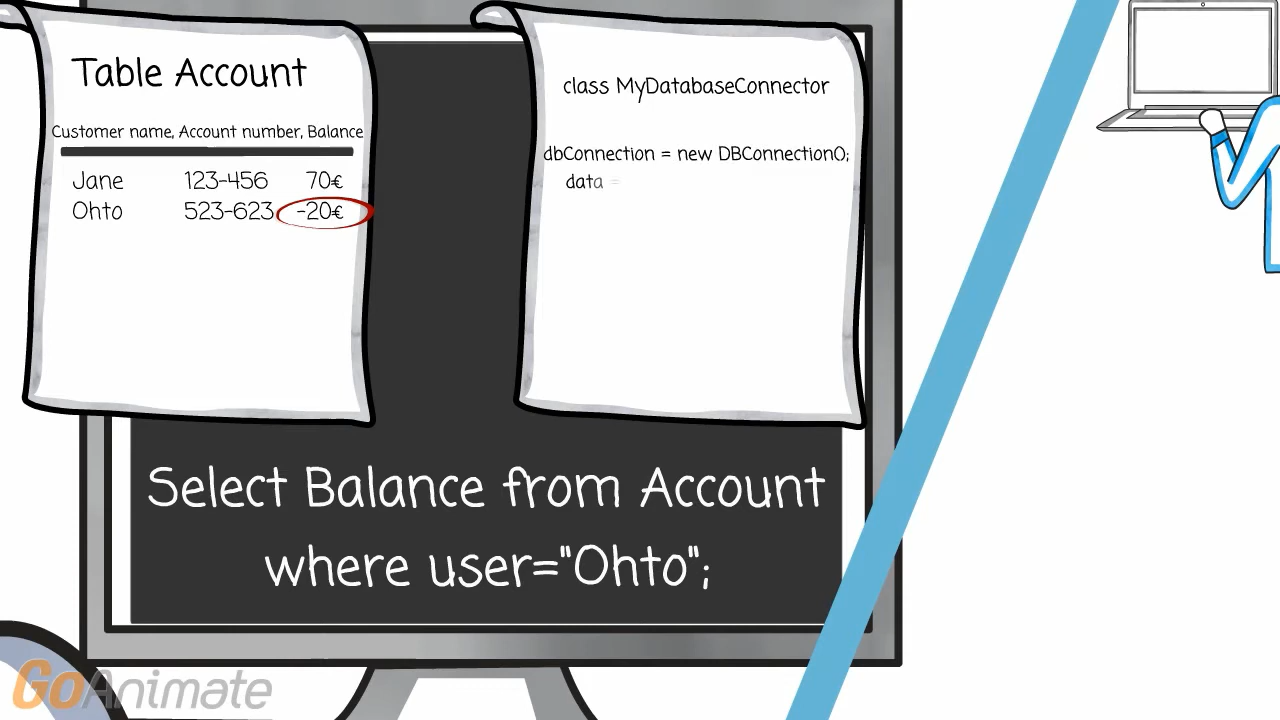 Table Account
Customer name, Account number, Balance
Jane 123-456 70€
Ohto 523-623 -20€
class MyDatabaseConnector
dbConnection = new DBConnection();
data =
Select Balance from Account
where user="Ohto";
GoAnimate